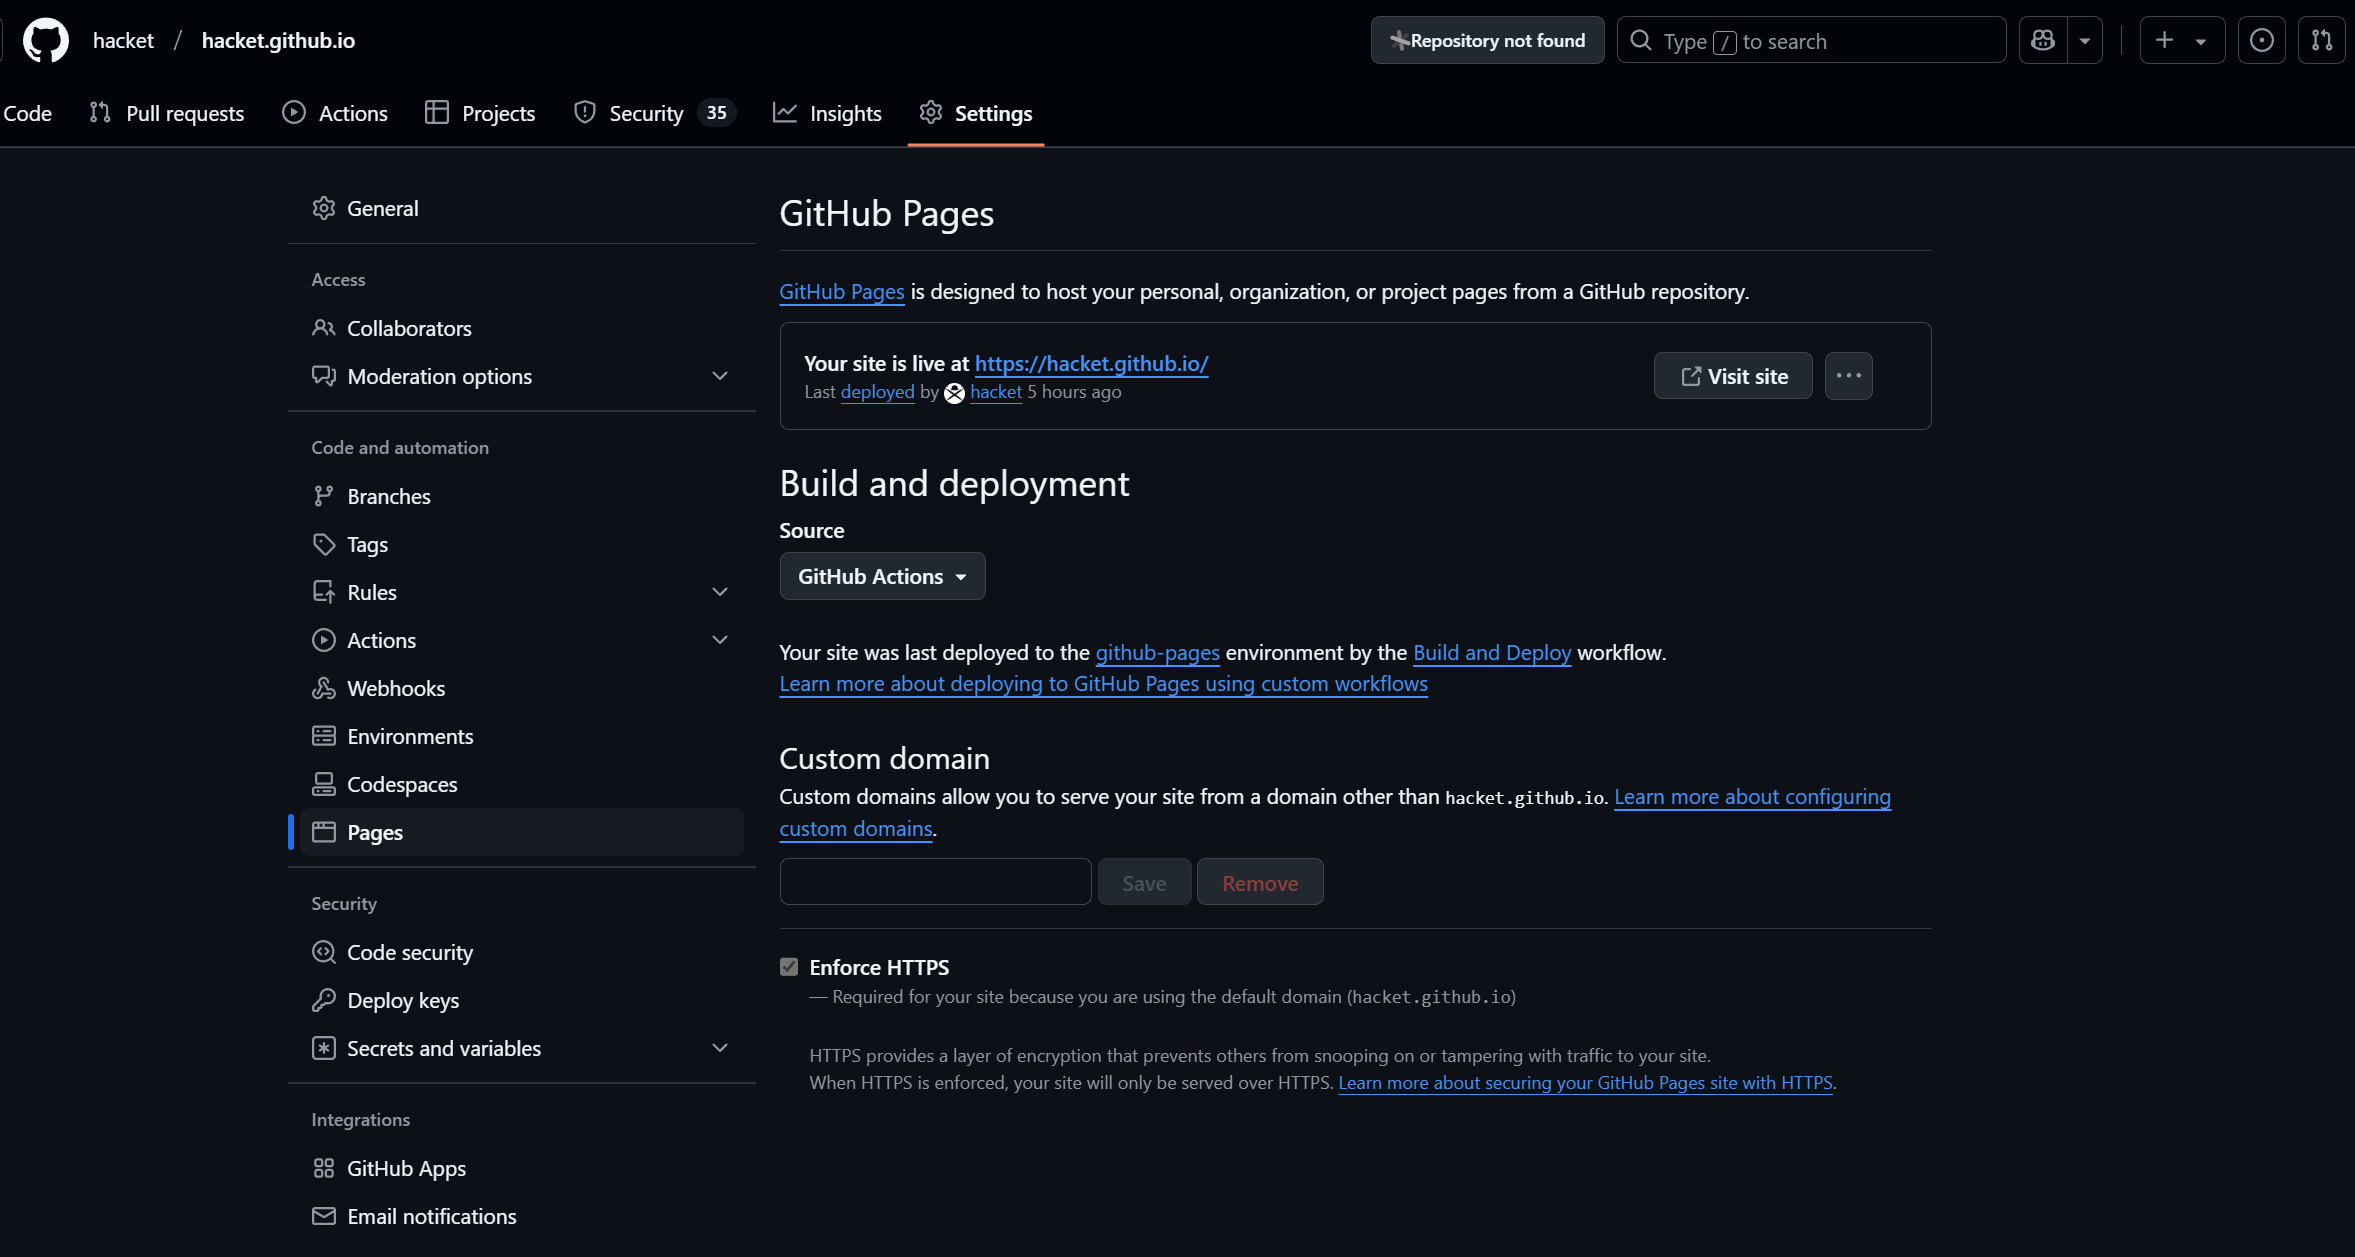 hacket / hacket.github.io
Repository not found
Type / to search
Code
Pull requests
Actions
Projects
Security 35
Insights
Settings
General
Access
Collaborators
Moderation options
Code and automation
Branches
Tags
Rules
Actions
Webhooks
Environments
Codespaces
Pages
Security
Code security
Deploy keys
Secrets and variables
Integrations
GitHub Apps
Email notifications
GitHub Pages
GitHub Pages is designed to host your personal, organization, or project pages from a GitHub repository.
Your site is live at https://hacket.github.io/
Last deployed by hacket 5 hours ago
Visit site
Build and deployment
Source
GitHub Actions
Your site was last deployed to the github-pages environment by the Build and Deploy workflow.
Learn more about deploying to GitHub Pages using custom workflows
Custom domain
Custom domains allow you to serve your site from a domain other than hacket.github.io. Learn more about configuring
custom domains.
Save
Remove
Enforce HTTPS
— Required for your site because you are using the default domain (hacket.github.io)
HTTPS provides a layer of encryption that prevents others from snooping on or tampering with traffic to your site.
When HTTPS is enforced, your site will only be served over HTTPS. Learn more about securing your GitHub Pages site with HTTPS.